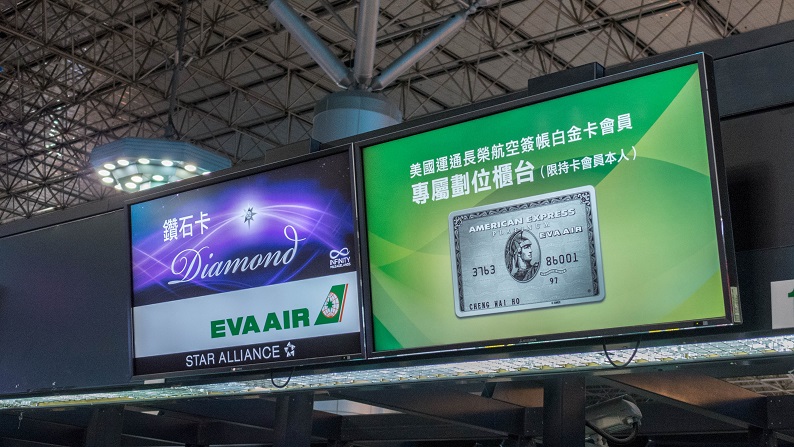 鑽石卡
Diamond
INFINITY
EVA AIR
STAR ALLIANCE
美國運通長榮航空簽帳白金卡會員
專屬劃位櫃台（限持卡會員本人）
AMERICAN EXPRESS
PLATINUM
EVA AIR
3763 86001
97
CHENG WAI HO